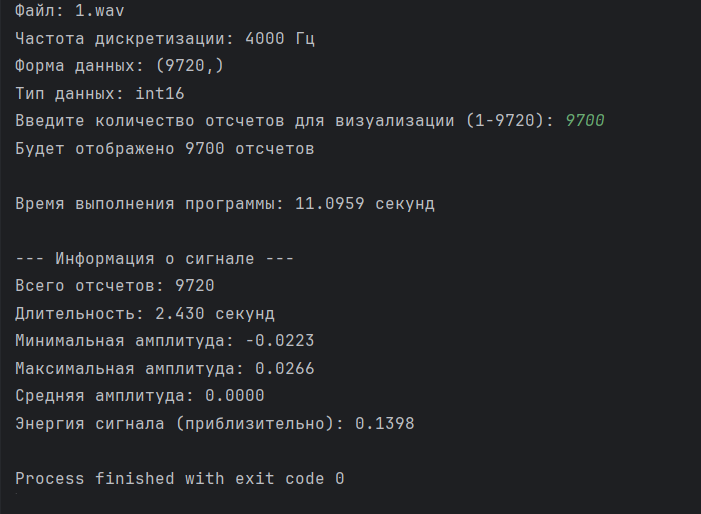 Файл: 1.wav
Частота дискретизации: 4000 Гц
Форма данных: (9720,)
Тип данных: int16
Введите количество отсчетов для визуализации (1-9720): 9700
Будет отображено 9700 отсчетов
Время выполнения программы: 11.0959 секунд
--- Информация о сигнале ---
Всего отсчетов: 9720
Длительность: 2.430 секунд
Минимальная амплитуда: -0.0223
Максимальная амплитуда: 0.0266
Средняя амплитуда: 0.0000
Энергия сигнала (приблизительно): 0.1398
Process finished with exit code 0